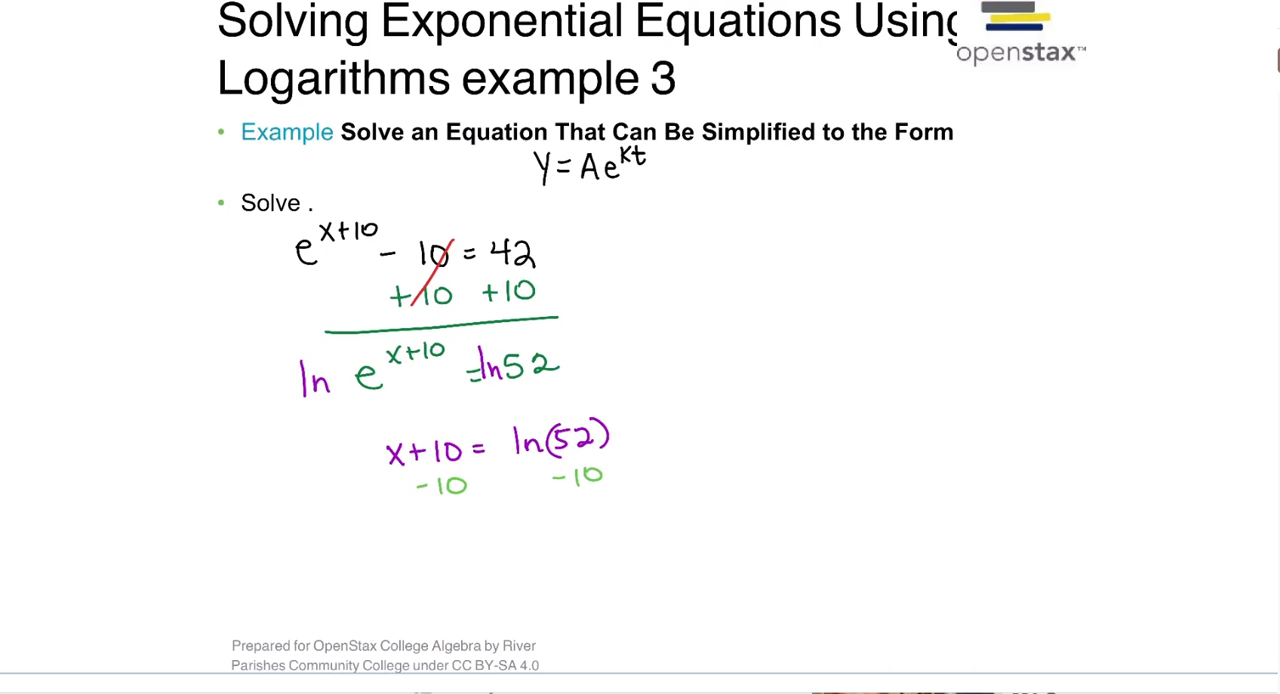 Solving Exponential Equations Using
Logarithms example 3
openstax™
• Example Solve an Equation That Can Be Simplified to the Form
Y = Ae^{kt}
• Solve .
e^{x+10} - 10 = 42
+10 +10
ln e^{x+10} = ln 52
x+10 = ln(52)
-10 -10
Prepared for OpenStax College Algebra by River
Parishes Community College under CC BY-SA 4.0